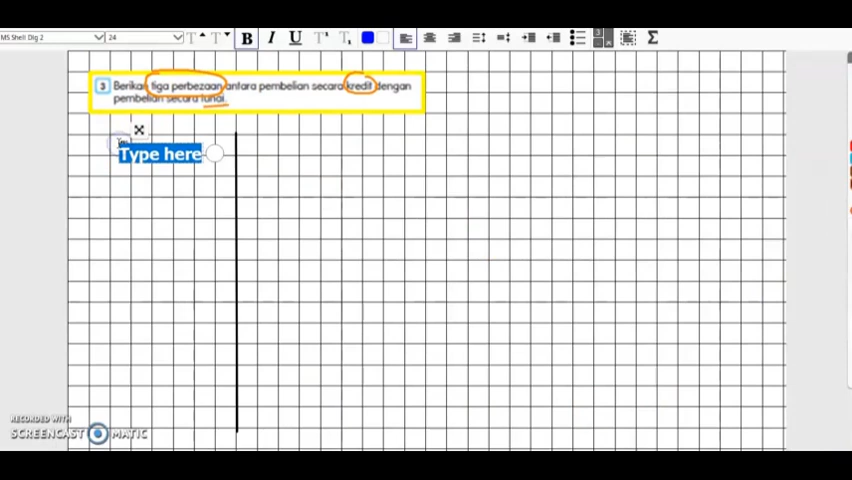 MS Shell Dlg 2
24
B I U
3 Berikan tiga perbezaan antara pembelian secara kredit dengan
pembelian secara tunai.
Type here
RECORDED WITH
SCREENCAST MATIC